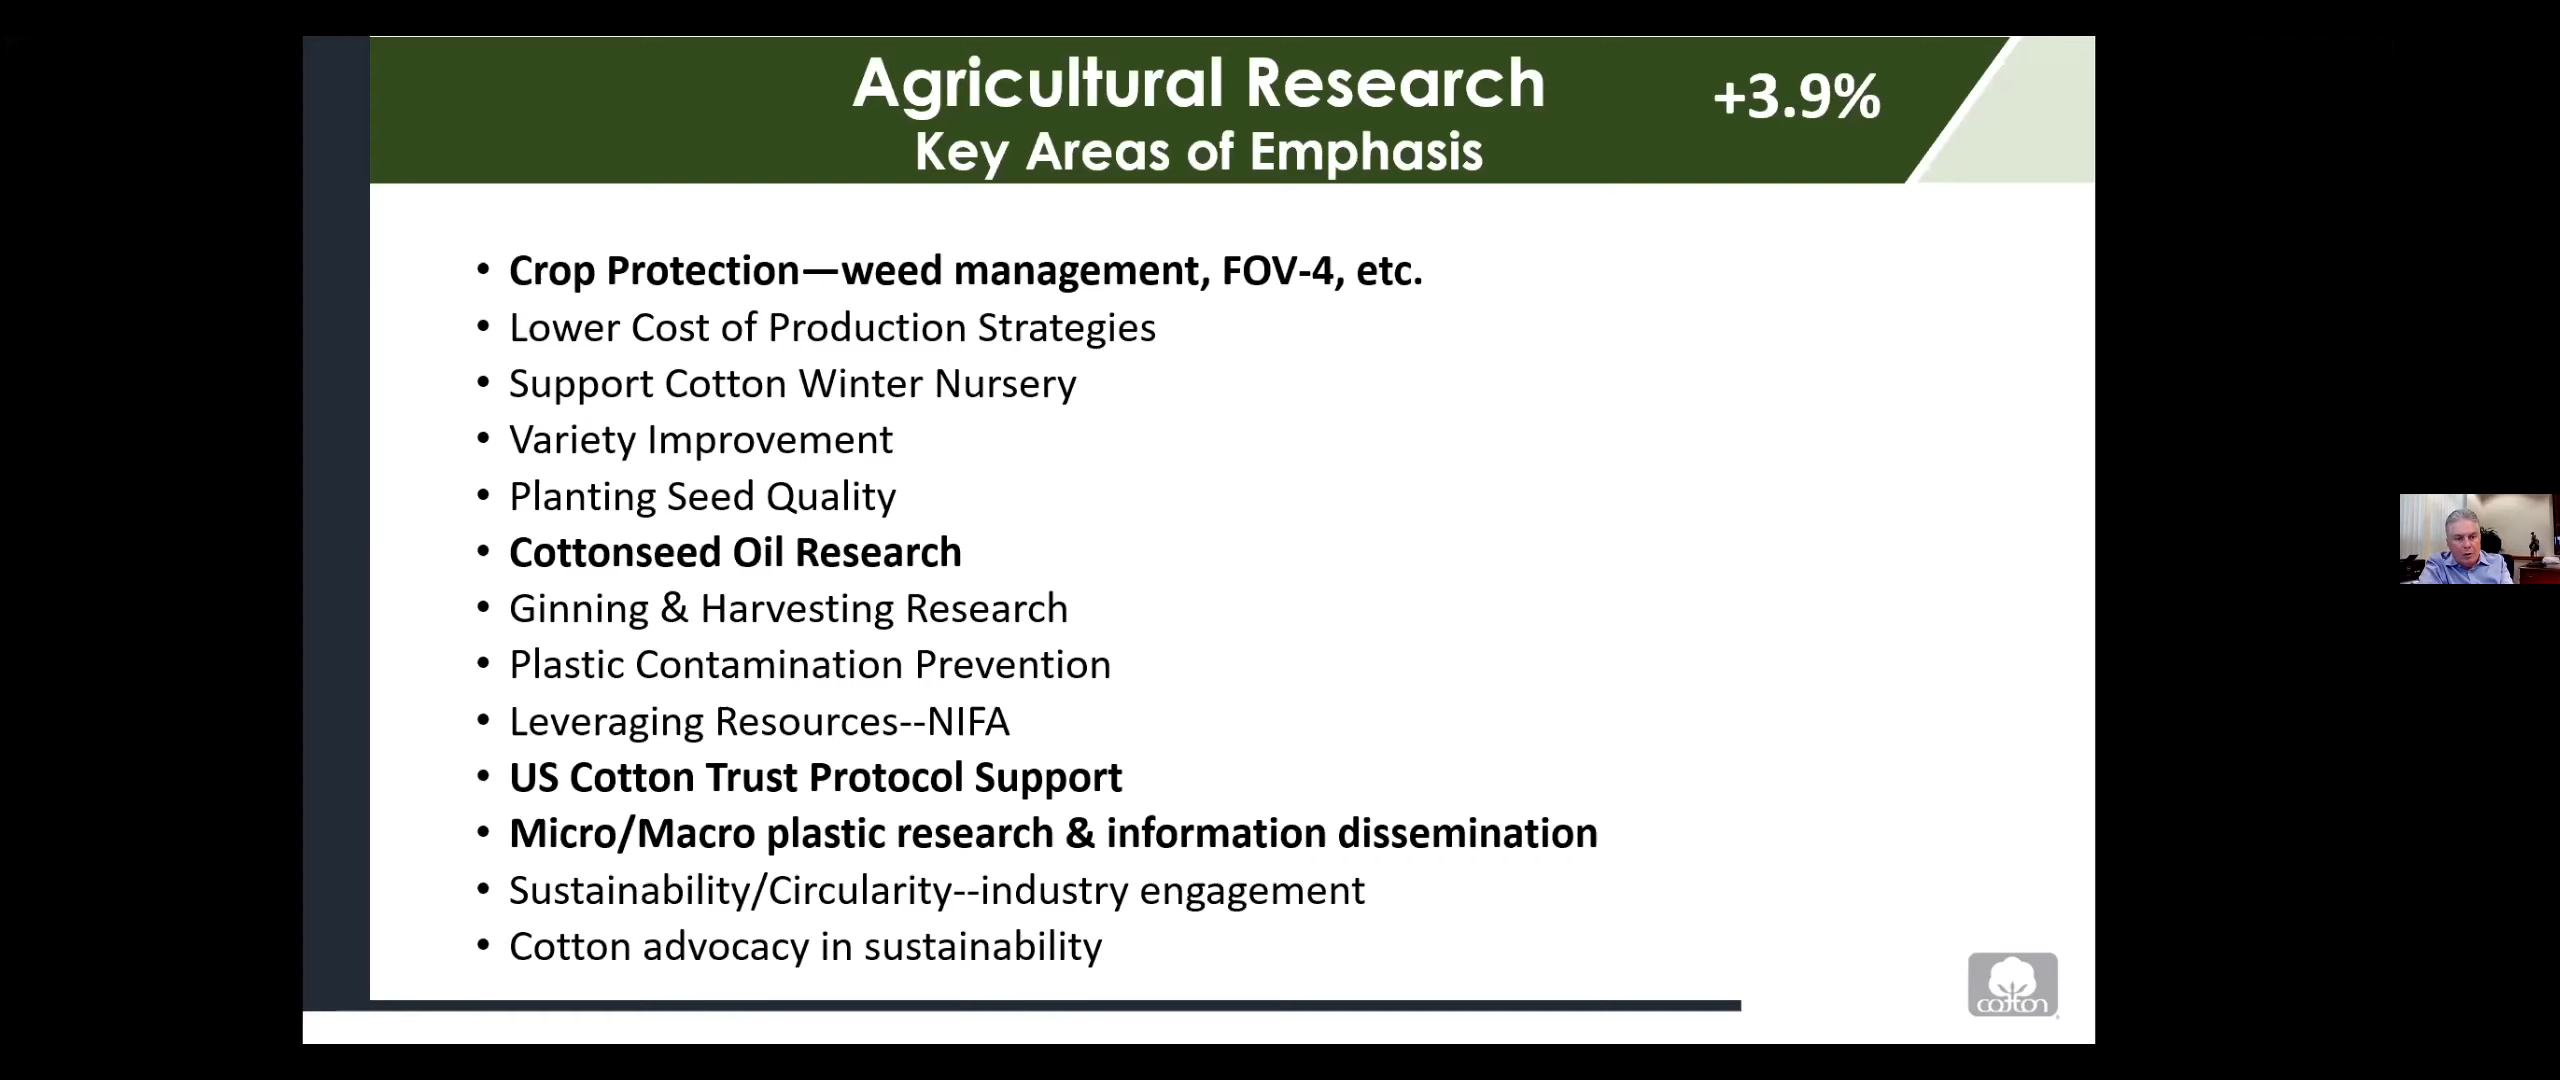 Agricultural Research
+3.9%
Key Areas of Emphasis
• Crop Protection—weed management, FOV-4, etc.
• Lower Cost of Production Strategies
• Support Cotton Winter Nursery
• Variety Improvement
• Planting Seed Quality
• Cottonseed Oil Research
• Ginning & Harvesting Research
• Plastic Contamination Prevention
• Leveraging Resources--NIFA
• US Cotton Trust Protocol Support
• Micro/Macro plastic research & information dissemination
• Sustainability/Circularity--industry engagement
• Cotton advocacy in sustainability
cotton